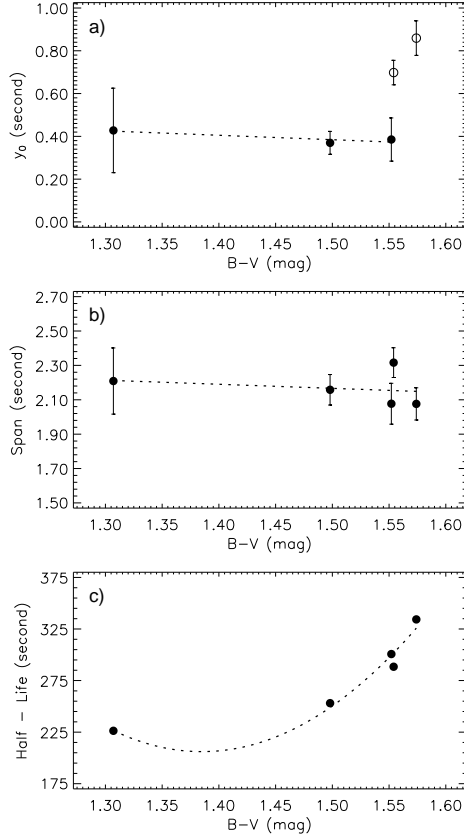 a)
y0 (second)
1.00
0.80
0.60
0.40
0.20
0.00
1.30 1.35 1.40 1.45 1.50 1.55 1.60
B−V (mag)
b)
Span (second)
2.70
2.50
2.30
2.10
1.90
1.70
1.50
1.30 1.35 1.40 1.45 1.50 1.55 1.60
B−V (mag)
c)
Half − Life (second)
375
325
275
225
175
1.30 1.35 1.40 1.45 1.50 1.55 1.60
B−V (mag)